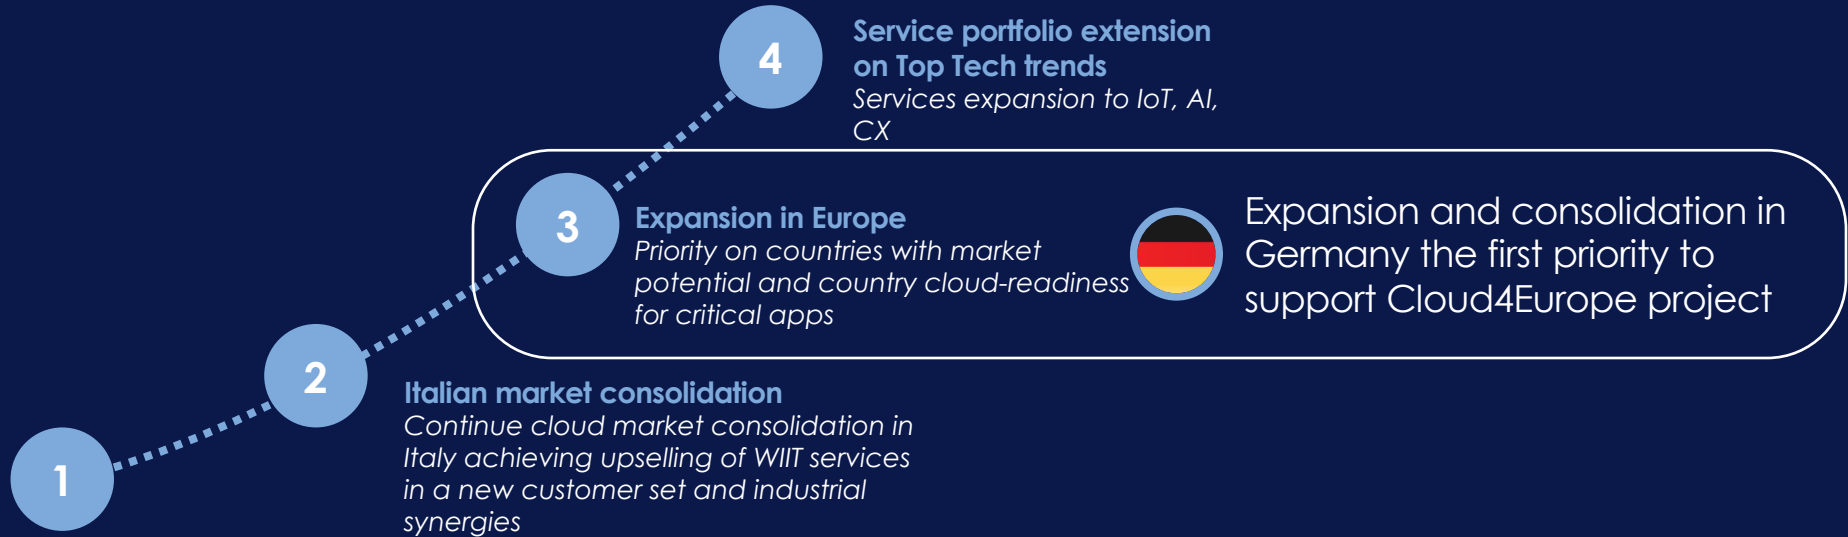 4
Service portfolio extension
on Top Tech trends
Services expansion to IoT, AI,
CX
3
Expansion in Europe
Priority on countries with market
potential and country cloud-readiness
for critical apps
Expansion and consolidation in
Germany the first priority to
support Cloud4Europe project
2
Italian market consolidation
Continue cloud market consolidation in
Italy achieving upselling of WIIT services
in a new customer set and industrial
synergies
1